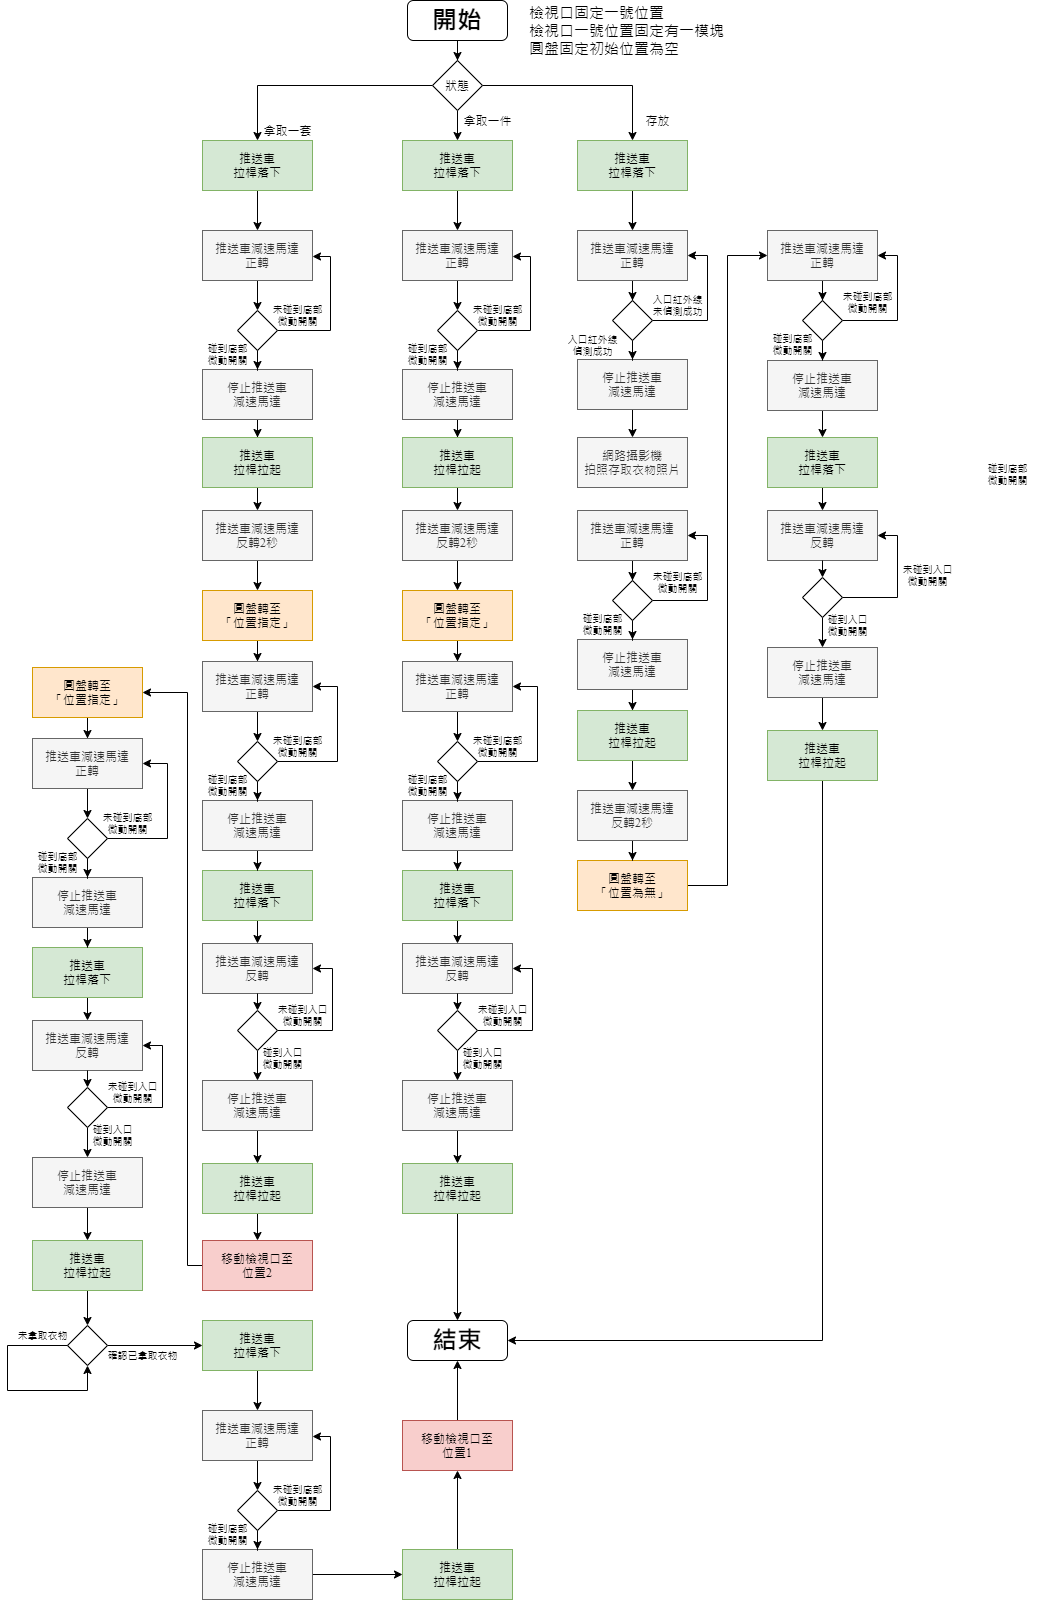 開始
檢視口固定一號位置
檢視口一號位置固定有一模塊
圓盤固定初始位置為空
狀態
拿取一套
拿取一件
存放
推送車
拉桿落下
推送車減速馬達
正轉
未碰到底部
微動開關
碰到底部
微動開關
停止推送車
減速馬達
推送車
拉桿拉起
推送車減速馬達
反轉2秒
圓盤轉至
「位置指定」
推送車減速馬達
正轉
未碰到底部
微動開關
碰到底部
微動開關
停止推送車
減速馬達
推送車
拉桿落下
推送車減速馬達
反轉
未碰到入口
微動開關
碰到入口
微動開關
停止推送車
減速馬達
推送車
拉桿拉起
移動檢視口至
位置2
圓盤轉至
「位置指定」
推送車減速馬達
正轉
未碰到底部
微動開關
碰到底部
微動開關
停止推送車
減速馬達
推送車
拉桿落下
推送車減速馬達
反轉
未碰到入口
微動開關
碰到入口
微動開關
停止推送車
減速馬達
推送車
拉桿拉起
未拿取衣物
確認已拿取衣物
推送車
拉桿落下
推送車減速馬達
正轉
未碰到底部
微動開關
碰到底部
微動開關
停止推送車
減速馬達
推送車
拉桿拉起
移動檢視口至
位置1
結束
推送車
拉桿落下
推送車減速馬達
正轉
未碰到底部
微動開關
碰到底部
微動開關
停止推送車
減速馬達
推送車
拉桿拉起
推送車減速馬達
反轉2秒
圓盤轉至
「位置指定」
推送車減速馬達
正轉
未碰到底部
微動開關
碰到底部
微動開關
停止推送車
減速馬達
推送車
拉桿落下
推送車減速馬達
反轉
未碰到入口
微動開關
碰到入口
微動開關
停止推送車
減速馬達
推送車
拉桿拉起
推送車
拉桿落下
推送車減速馬達
正轉
入口紅外線
未偵測成功
入口紅外線
偵測成功
停止推送車
減速馬達
網路攝影機
拍照存取衣物照片
推送車減速馬達
正轉
未碰到底部
微動開關
碰到底部
微動開關
停止推送車
減速馬達
推送車
拉桿拉起
推送車減速馬達
反轉2秒
圓盤轉至
「位置為無」
推送車減速馬達
正轉
未碰到底部
微動開關
碰到底部
微動開關
停止推送車
減速馬達
推送車
拉桿落下
推送車減速馬達
反轉
未碰到入口
微動開關
碰到入口
微動開關
停止推送車
減速馬達
推送車
拉桿拉起
碰到底部
微動開關